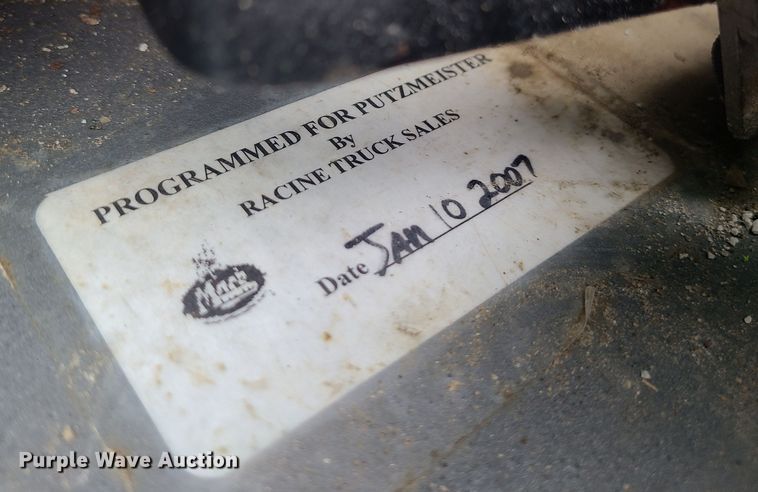 PROGRAMMED FOR PUTZMEISTER
By
RACINE TRUCK SALES
Mack
Date JAN 10 2007
Purple Wave Auction